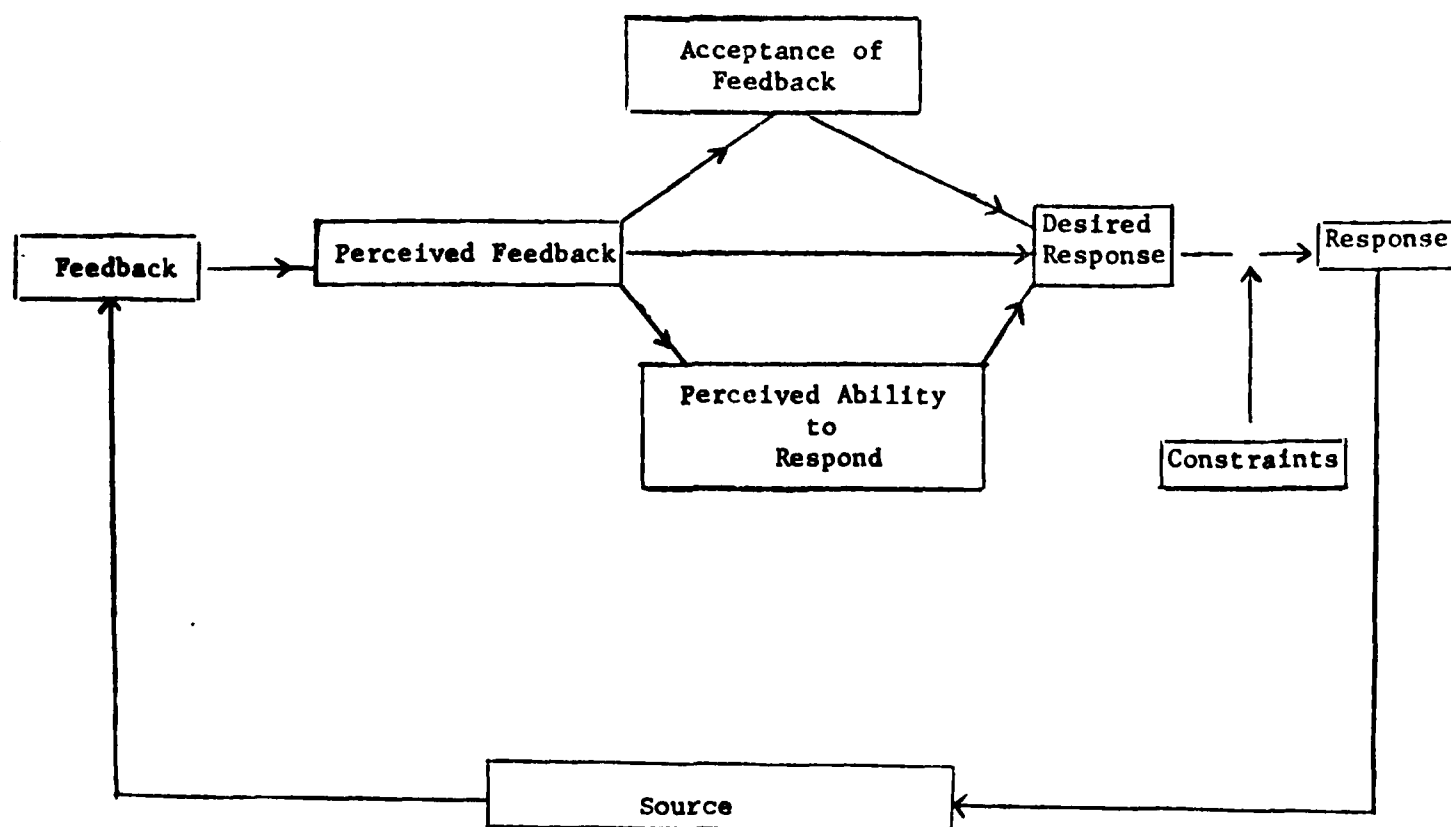 Acceptance of
Feedback
Feedback
Perceived Feedback
Desired
Response
Response
Perceived Ability
to
Respond
Constraints
Source